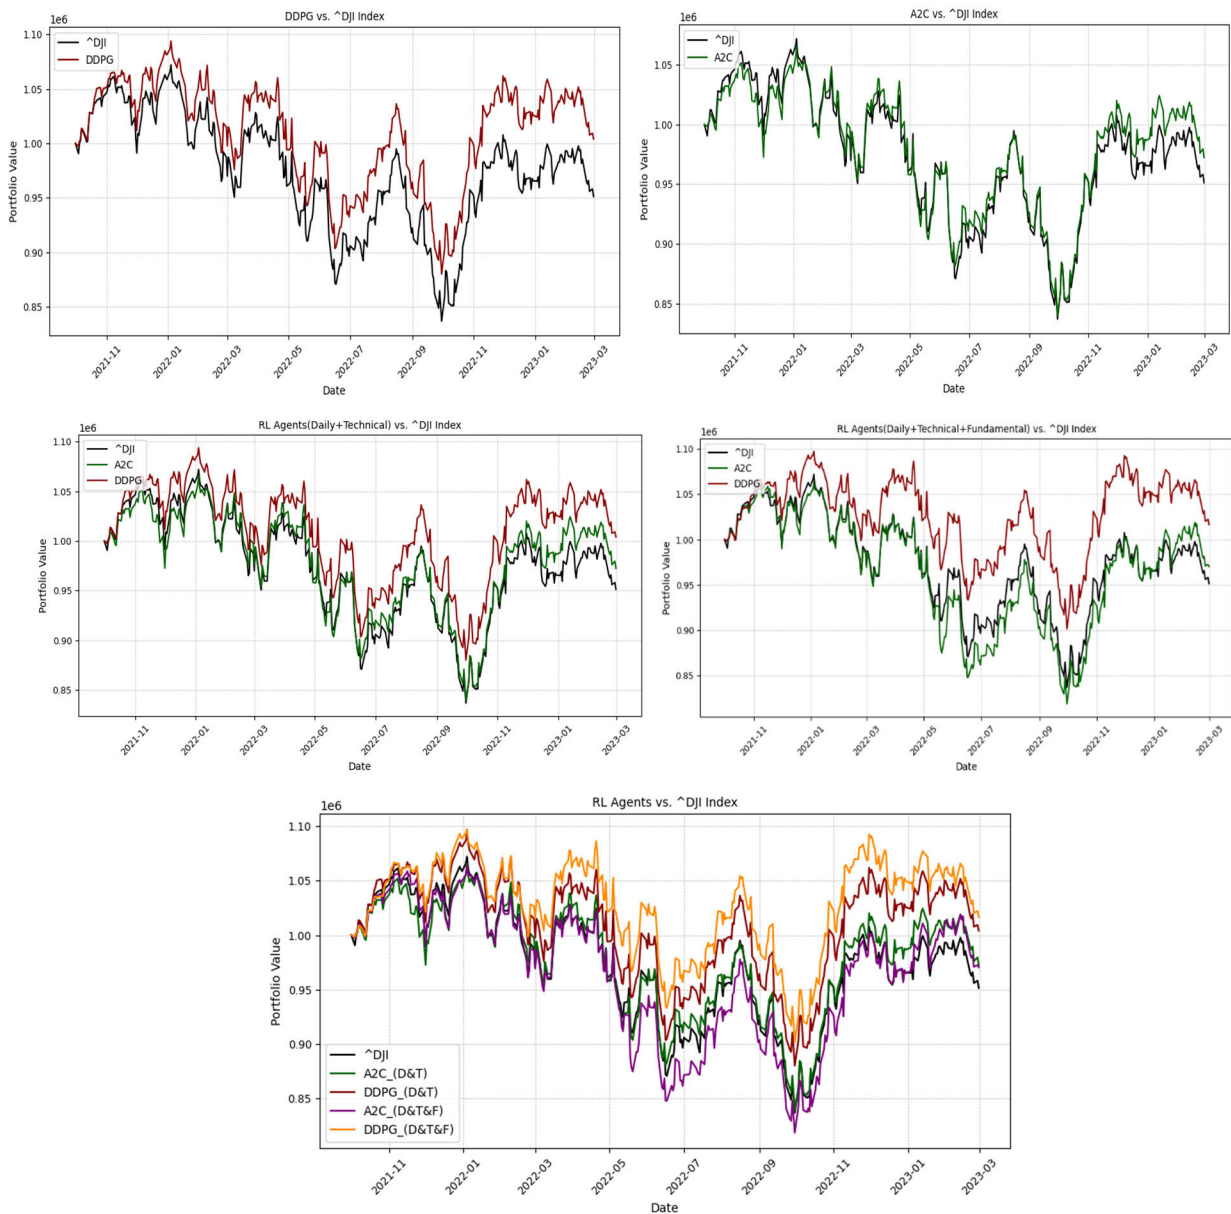 DDPG vs. ^DJI Index
1e6
^DJI
DDPG
1.10
1.05
1.00
0.95
0.90
0.85
Portfolio Value
2021-11
2022-01
2022-03
2022-05
2022-07
2022-09
2022-11
2023-01
2023-03
Date
A2C vs. ^DJI Index
1e6
^DJI
A2C
1.05
1.00
0.95
0.90
0.85
Portfolio Value
2021-11
2022-01
2022-03
2022-05
2022-07
2022-09
2022-11
2023-01
2023-03
Date
RL Agents(Daily+Technical) vs. ^DJI Index
1e6
^DJI
A2C
DDPG
1.10
1.05
1.00
0.95
0.90
0.85
Portfolio Value
2021-11
2022-01
2022-03
2022-05
2022-07
2022-09
2022-11
2023-01
2023-03
Date
RL Agents(Daily+Technical+Fundamental) vs. ^DJI Index
1e6
^DJI
A2C
DDPG
1.10
1.05
1.00
0.95
0.90
0.85
Portfolio Value
2021-11
2022-01
2022-03
2022-05
2022-07
2022-09
2022-11
2023-01
2023-03
Date
RL Agents vs. ^DJI Index
1e6
1.10
1.05
1.00
0.95
0.90
0.85
Portfolio Value
^DJI
A2C_(D&T)
DDPG_(D&T)
A2C_(D&T&F)
DDPG_(D&T&F)
2021-11
2022-01
2022-03
2022-05
2022-07
2022-09
2022-11
2023-01
2023-03
Date